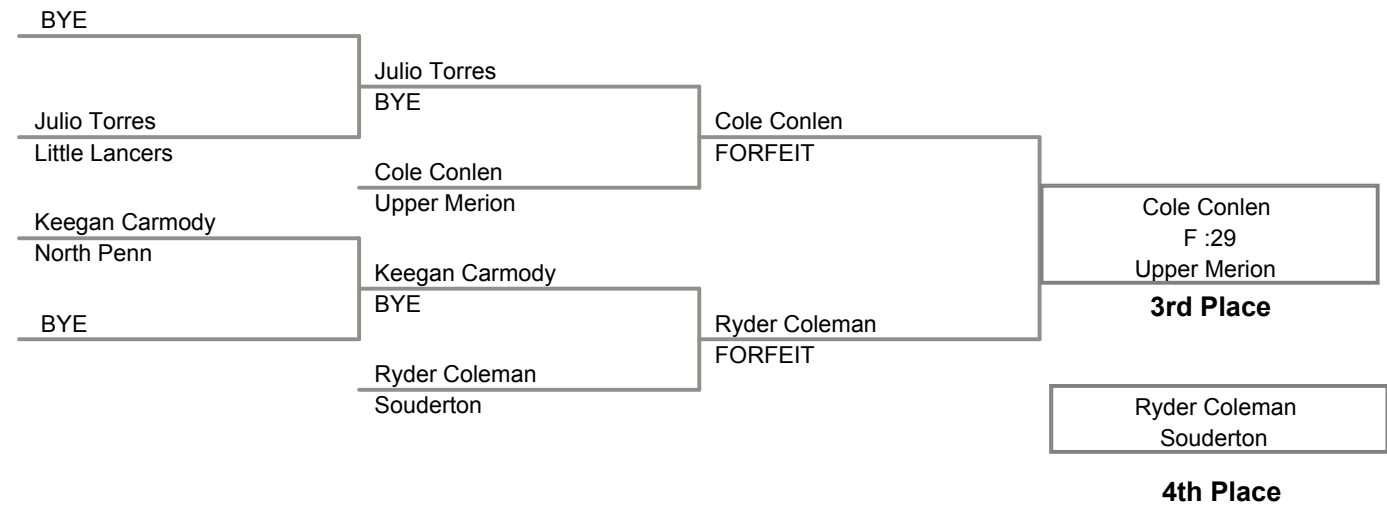 BYE
Julio Torres
BYE
Julio Torres
Little Lancers
Cole Conlen
FORFEIT
Cole Conlen
Upper Merion
Keegan Carmody
North Penn
Cole Conlen
F :29
Upper Merion
3rd Place
Keegan Carmody
BYE
BYE
Ryder Coleman
FORFEIT
Ryder Coleman
Souderton
Ryder Coleman
Souderton
4th Place